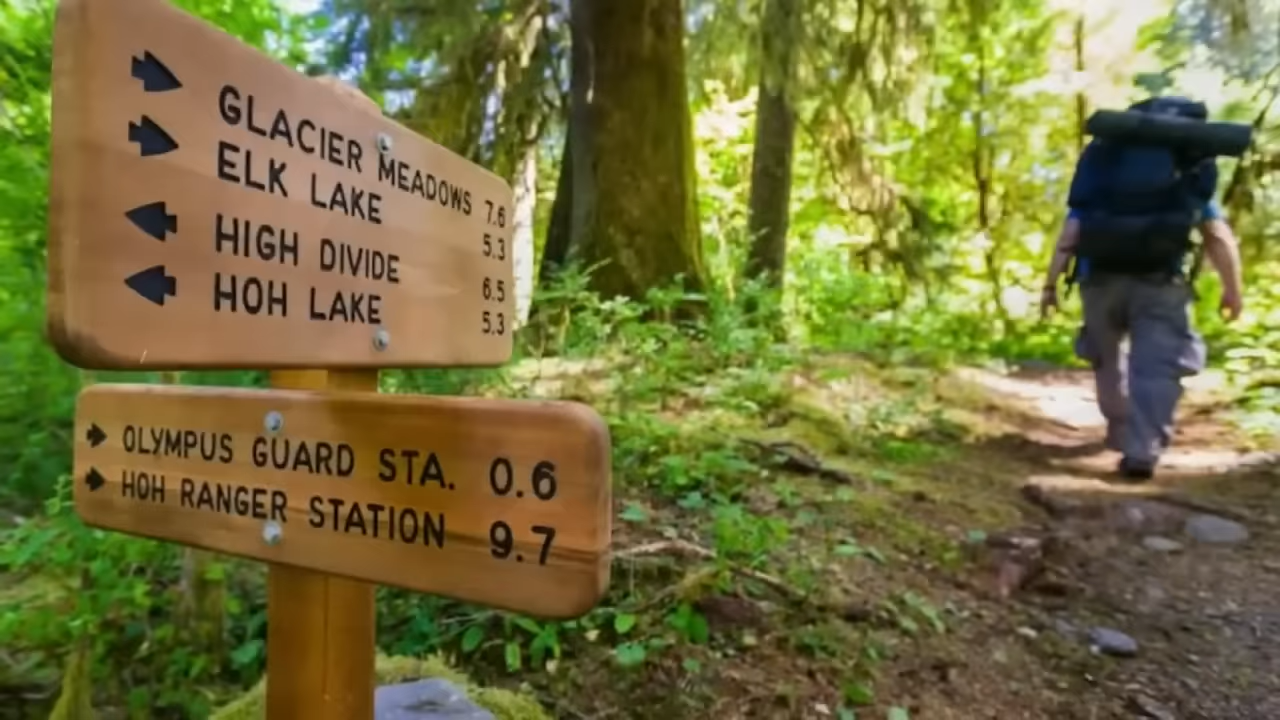 GLACIER MEADOWS 7.6
ELK LAKE 5.3
HIGH DIVIDE 6.5
HOH LAKE 5.3
OLYMPUS GUARD STA. 0.6
HOH RANGER STATION 9.7